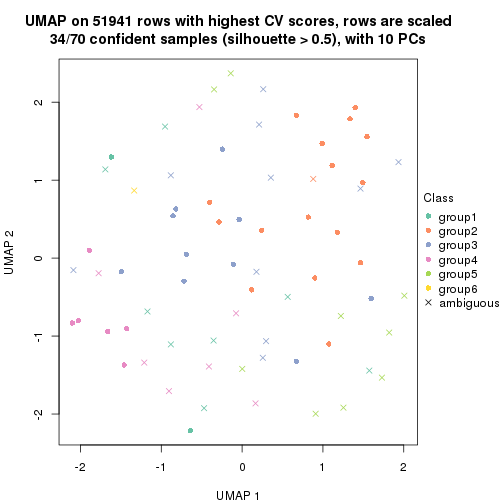 UMAP on 51941 rows with highest CV scores, rows are scaled
34/70 confident samples (silhouette > 0.5), with 10 PCs
Class
group1
group2
group3
group4
group5
group6
ambiguous
UMAP 2
2
1
0
-1
-2
-2
-1
0
1
2
UMAP 1